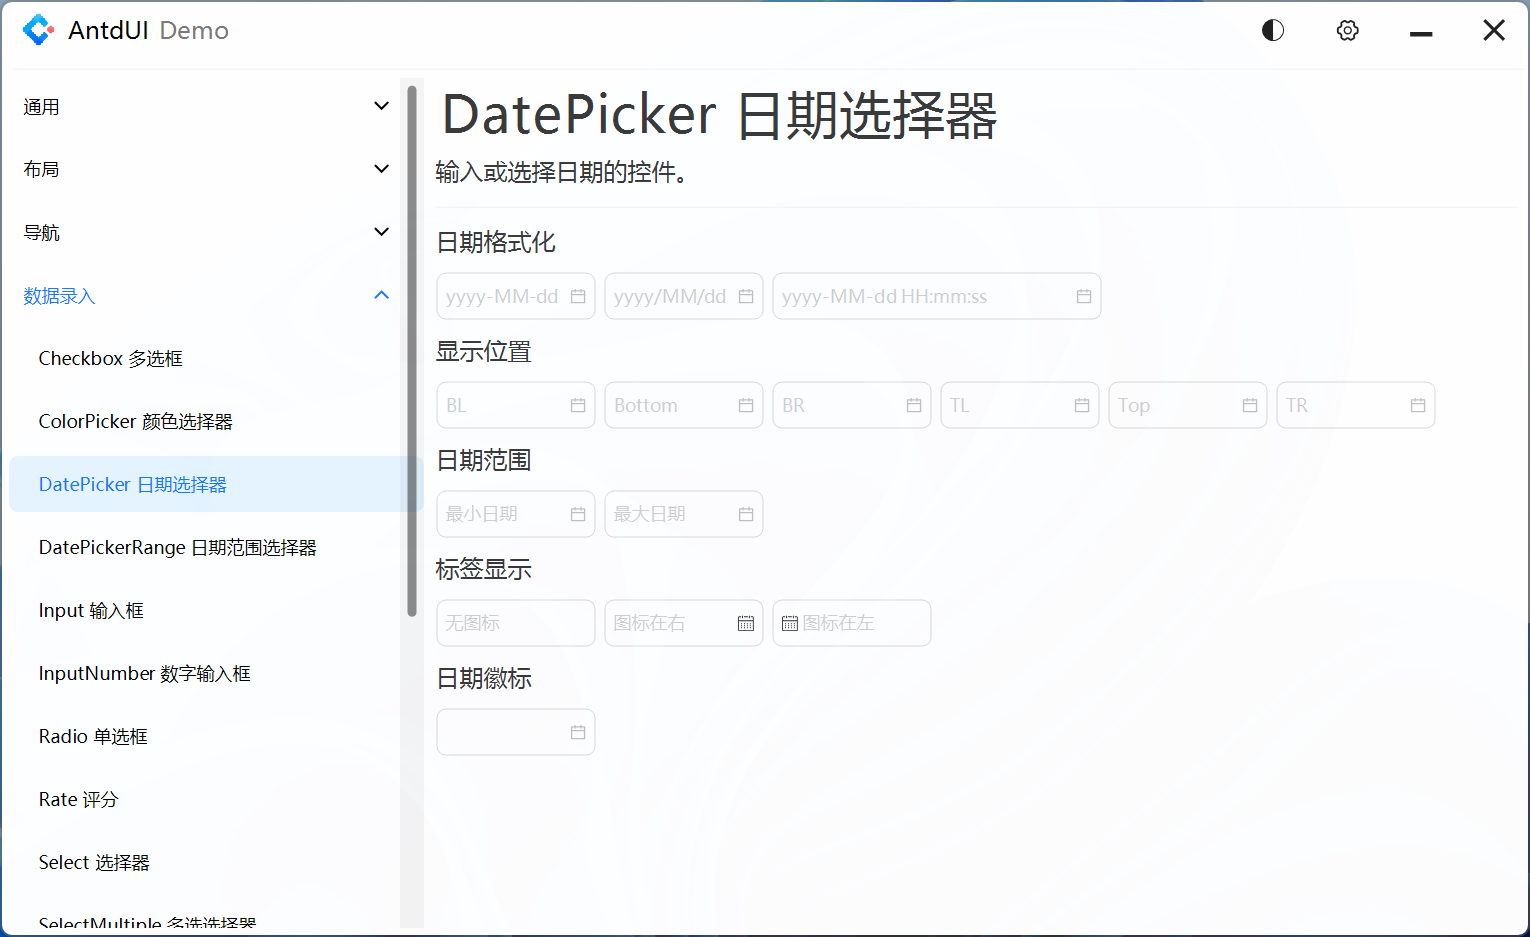 AntdUI Demo
通用
布局
导航
数据录入
Checkbox 多选框
ColorPicker 颜色选择器
DatePicker 日期选择器
DatePickerRange 日期范围选择器
Input 输入框
InputNumber 数字输入框
Radio 单选框
Rate 评分
Select 选择器
SelectMultiple 多选选择器
DatePicker 日期选择器
输入或选择日期的控件。
日期格式化
yyyy-MM-dd yyyy/MM/dd yyyy-MM-dd HH:mm:ss
显示位置
BL Bottom BR TL Top TR
日期范围
最小日期 最大日期
标签显示
无图标 图标在右 图标在左
日期徽标